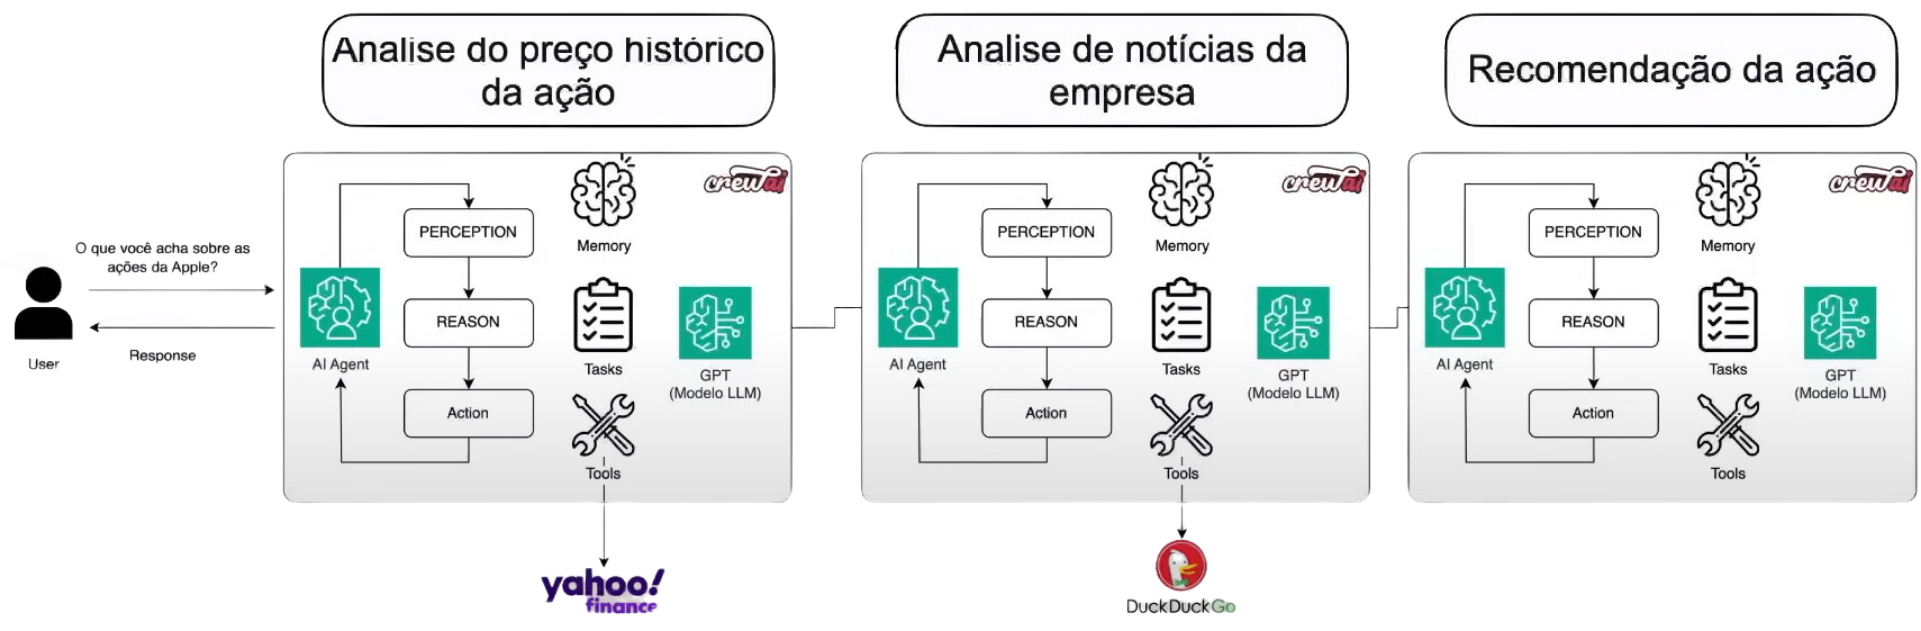 Analise do preço histórico
da ação
Analise de notícias da
empresa
Recomendação da ação
O que você acha sobre as
ações da Apple?
User
Response
crewai
AI Agent
PERCEPTION
REASON
Action
Memory
Tasks
Tools
GPT
(Modelo LLM)
yahoo!
finance
crewai
AI Agent
PERCEPTION
REASON
Action
Memory
Tasks
Tools
GPT
(Modelo LLM)
DuckDuckGo
crewai
AI Agent
PERCEPTION
REASON
Action
Memory
Tasks
Tools
GPT
(Modelo LLM)